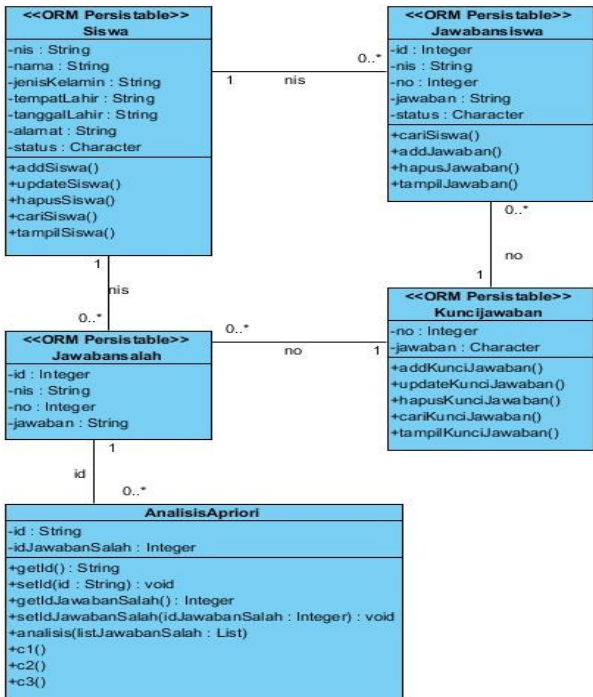 <<ORM Persistable>>
Siswa
-nis : String
-nama : String
-jenisKelamin : String
-tempatLahir : String
-tanggalLahir : String
-alamat : String
-status : Character
+addSiswa()
+updateSiswa()
+hapusSiswa()
+cariSiswa()
+tampilSiswa()
1
nis
0..*
<<ORM Persistable>>
Jawabansiswa
-id : Integer
-nis : String
-no : Integer
-jawaban : String
-status : Character
+cariSiswa()
+addJawaban()
+hapusJawaban()
+tampilJawaban()
0..*
no
1
1
nis
0..*
<<ORM Persistable>>
Kuncijawaban
-no : Integer
-jawaban : Character
+addKunciJawaban()
+updateKunciJawaban()
+hapusKunciJawaban()
+cariKunciJawaban()
+tampilKunciJawaban()
0..*
no
1
<<ORM Persistable>>
Jawabansalah
-id : Integer
-nis : String
-no : Integer
-jawaban : String
1
id
0..*
AnalisisApriori
-id : String
-idJawabanSalah : Integer
+getId() : String
+setId(id : String) : void
+getIdJawabanSalah() : Integer
+setIdJawabanSalah(idJawabanSalah : Integer) : void
+analisis(listJawabanSalah : List)
+c1()
+c2()
+c3()